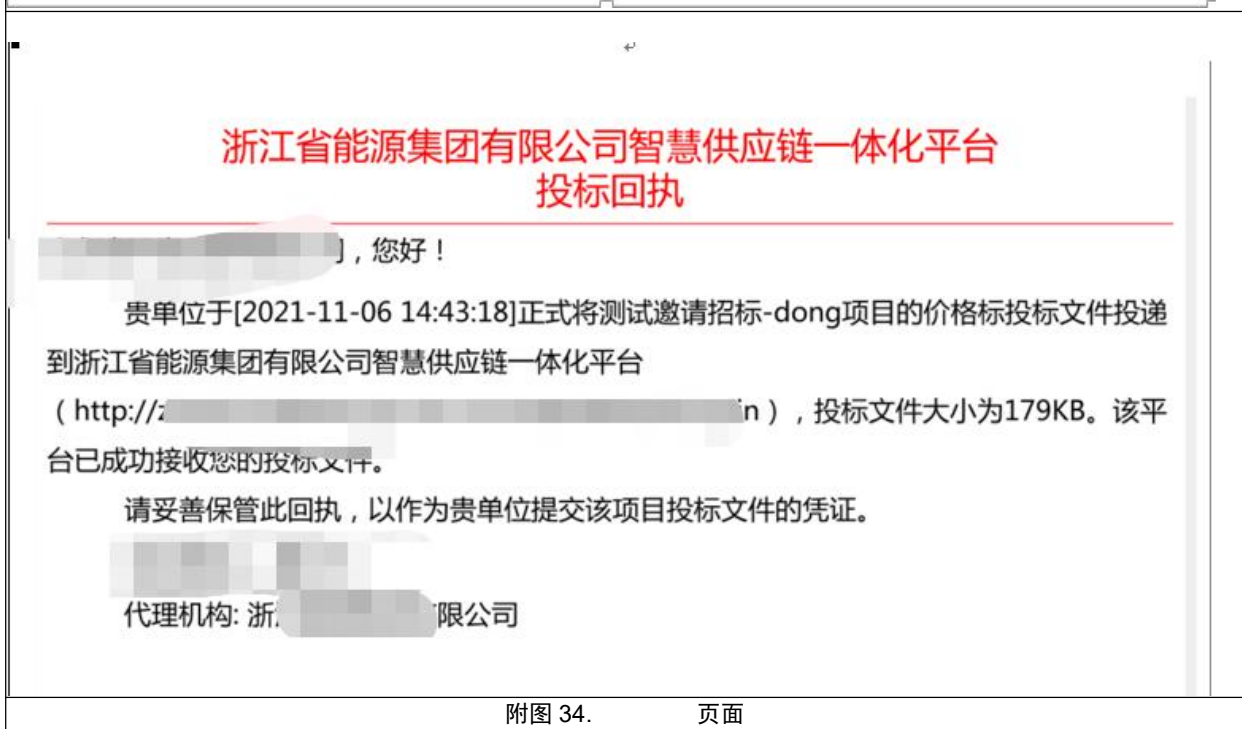 浙江省能源集团有限公司智慧供应链一体化平台
投标回执
，您好！
贵单位于[2021-11-06 14:43:18]正式将测试邀请招标-dong项目的价格标投标文件投递
到浙江省能源集团有限公司智慧供应链一体化平台
（http://z in），投标文件大小为179KB。该平
台已成功接收您的投标文件。
请妥善保管此回执，以作为贵单位提交该项目投标文件的凭证。
代理机构: 浙 限公司
附图 34. 页面